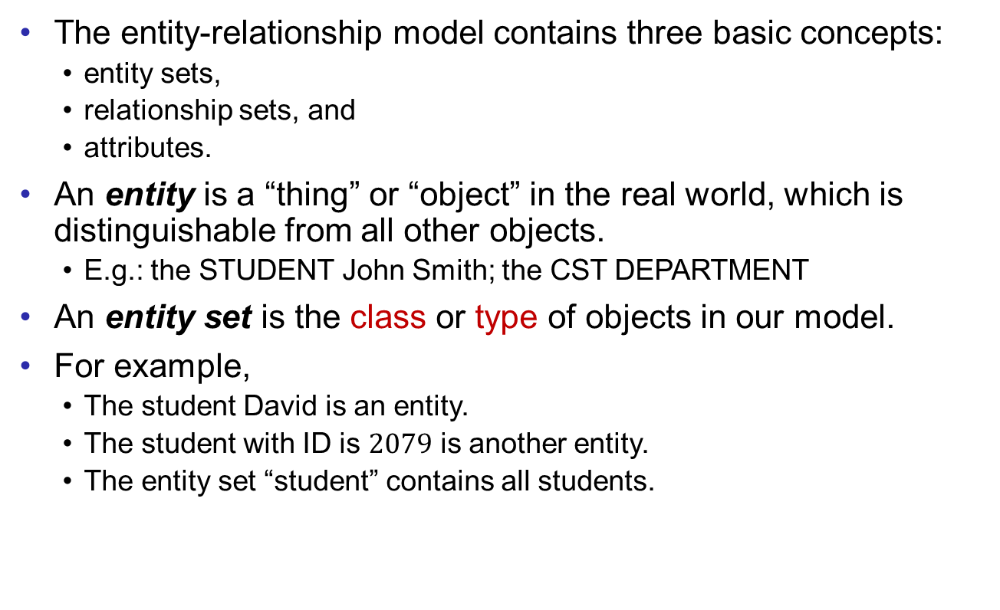 • The entity-relationship model contains three basic concepts:
• entity sets,
• relationship sets, and
• attributes.
• An entity is a “thing” or “object” in the real world, which is
distinguishable from all other objects.
• E.g.: the STUDENT John Smith; the CST DEPARTMENT
• An entity set is the class or type of objects in our model.
• For example,
• The student David is an entity.
• The student with ID is 2079 is another entity.
• The entity set “student” contains all students.